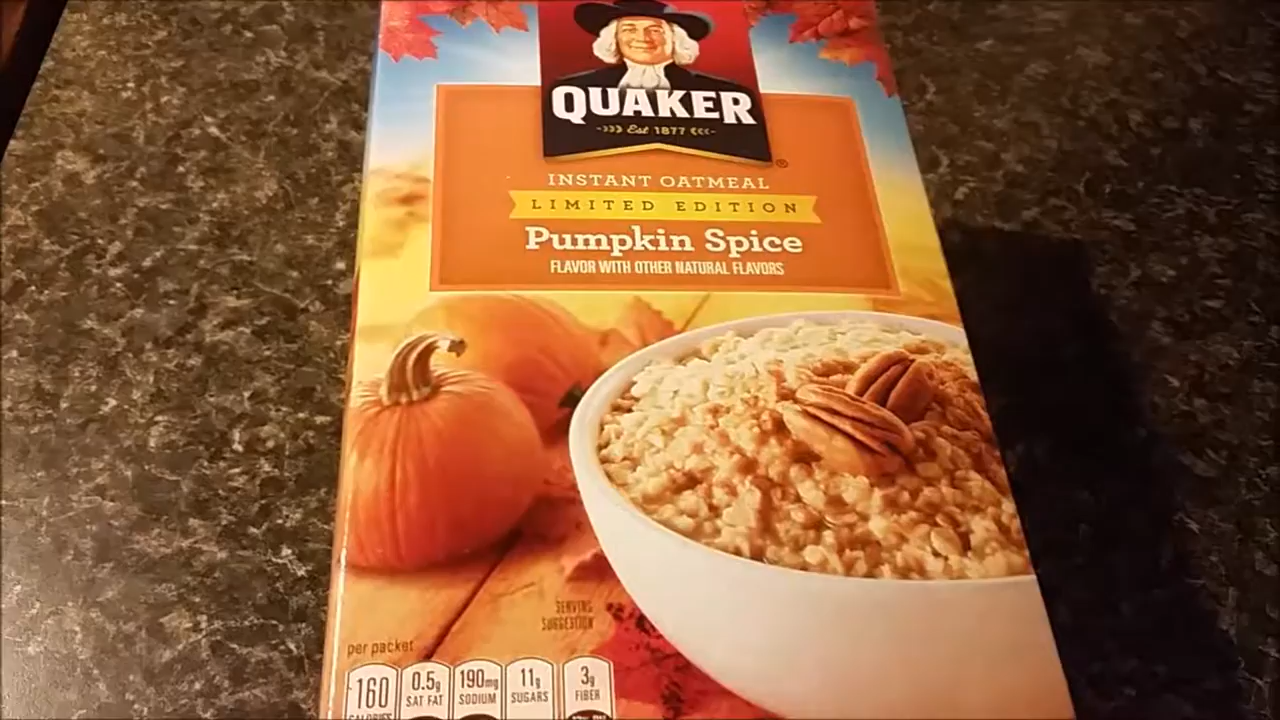 QUAKER
Est 1877
®
INSTANT OATMEAL
LIMITED EDITION
Pumpkin Spice
FLAVOR WITH OTHER NATURAL FLAVORS
SERVING
SUGGESTION
per packet
160 0.5g 190mg 11g 3g
CALORIES SAT FAT SODIUM SUGARS FIBER